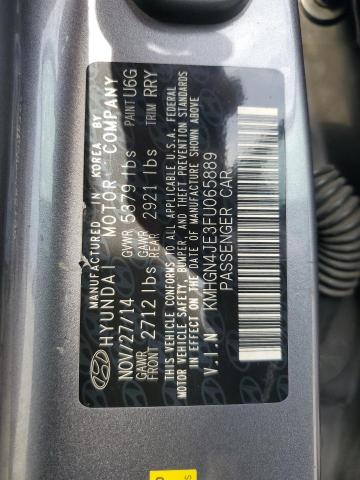 MANUFACTURED IN KOREA BY
HYUNDAI MOTOR COMPANY
NOV/27/14 GVWR 5379 lbs PAINT U6G
GAWR FRONT 2712 lbs GAWR REAR 2921 lbs TRIM RRY
THIS VEHICLE CONFORMS TO ALL APPLICABLE U.S.A. FEDERAL
MOTOR VEHICLE SAFETY, BUMPER, AND THEFT PREVENTION STANDARDS
IN EFFECT ON THE DATE OF MANUFACTURE SHOWN ABOVE
V.I.N KMHGN4JE3FU065889
PASSENGER CAR